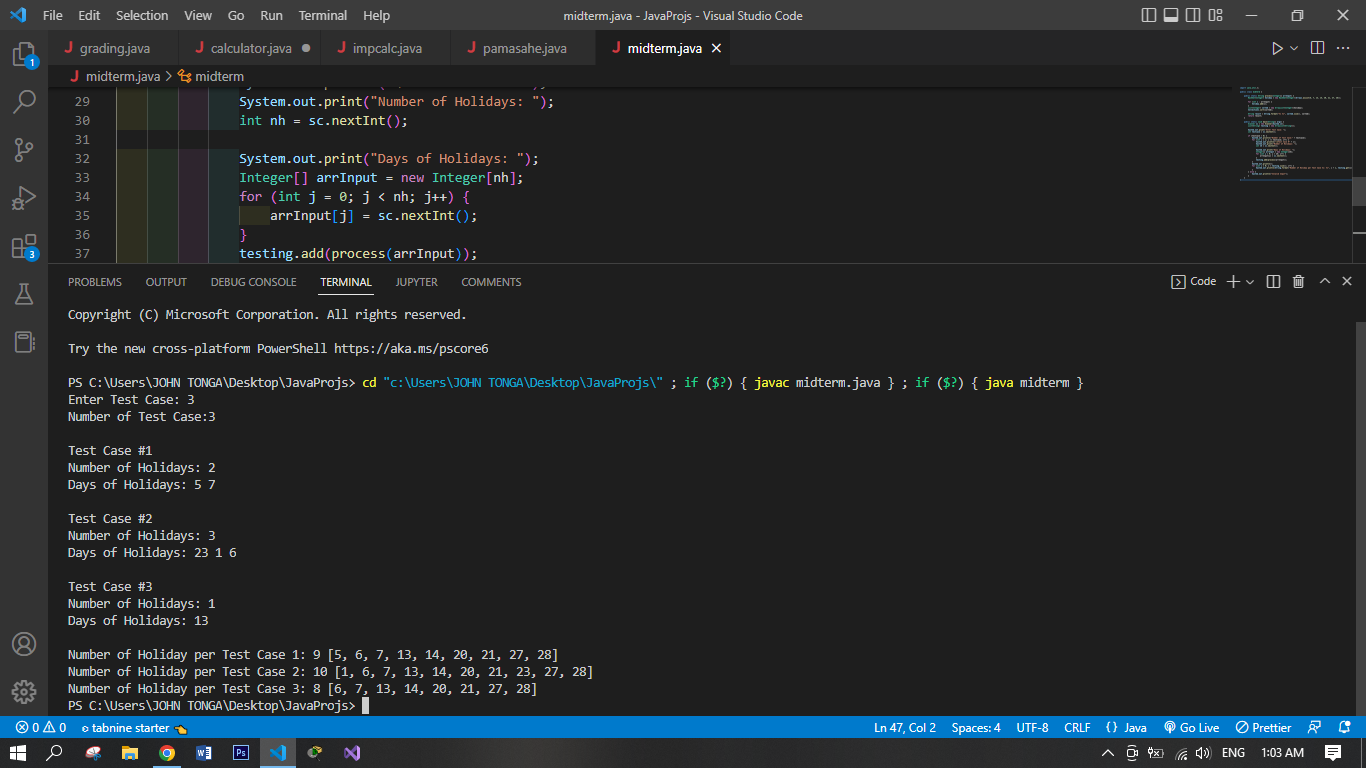 File Edit Selection View Go Run Terminal Help midterm.java - JavaProjs - Visual Studio Code
grading.java calculator.java impcalc.java pamasahe.java midterm.java
midterm.java > midterm
29 System.out.print("Number of Holidays: ");
30 int nh = sc.nextInt();
31
32 System.out.print("Days of Holidays: ");
33 Integer[] arrInput = new Integer[nh];
34 for (int j = 0; j < nh; j++) {
35 arrInput[j] = sc.nextInt();
36 }
37 testing.add(process(arrInput));
1
3
PROBLEMS OUTPUT DEBUG CONSOLE TERMINAL JUPYTER COMMENTS Code
Copyright (C) Microsoft Corporation. All rights reserved.
Try the new cross-platform PowerShell https://aka.ms/pscore6
PS C:\Users\JOHN TONGA\Desktop\JavaProjs> cd "c:\Users\JOHN TONGA\Desktop\JavaProjs\" ; if ($?) { javac midterm.java } ; if ($?) { java midterm }
Enter Test Case: 3
Number of Test Case:3
Test Case #1
Number of Holidays: 2
Days of Holidays: 5 7
Test Case #2
Number of Holidays: 3
Days of Holidays: 23 1 6
Test Case #3
Number of Holidays: 1
Days of Holidays: 13
Number of Holiday per Test Case 1: 9 [5, 6, 7, 13, 14, 20, 21, 27, 28]
Number of Holiday per Test Case 2: 10 [1, 6, 7, 13, 14, 20, 21, 23, 27, 28]
Number of Holiday per Test Case 3: 8 [6, 7, 13, 14, 20, 21, 27, 28]
PS C:\Users\JOHN TONGA\Desktop\JavaProjs>
0 0 tabnine starter Ln 47, Col 2 Spaces: 4 UTF-8 CRLF {} Java Go Live Prettier
ENG 1:03 AM